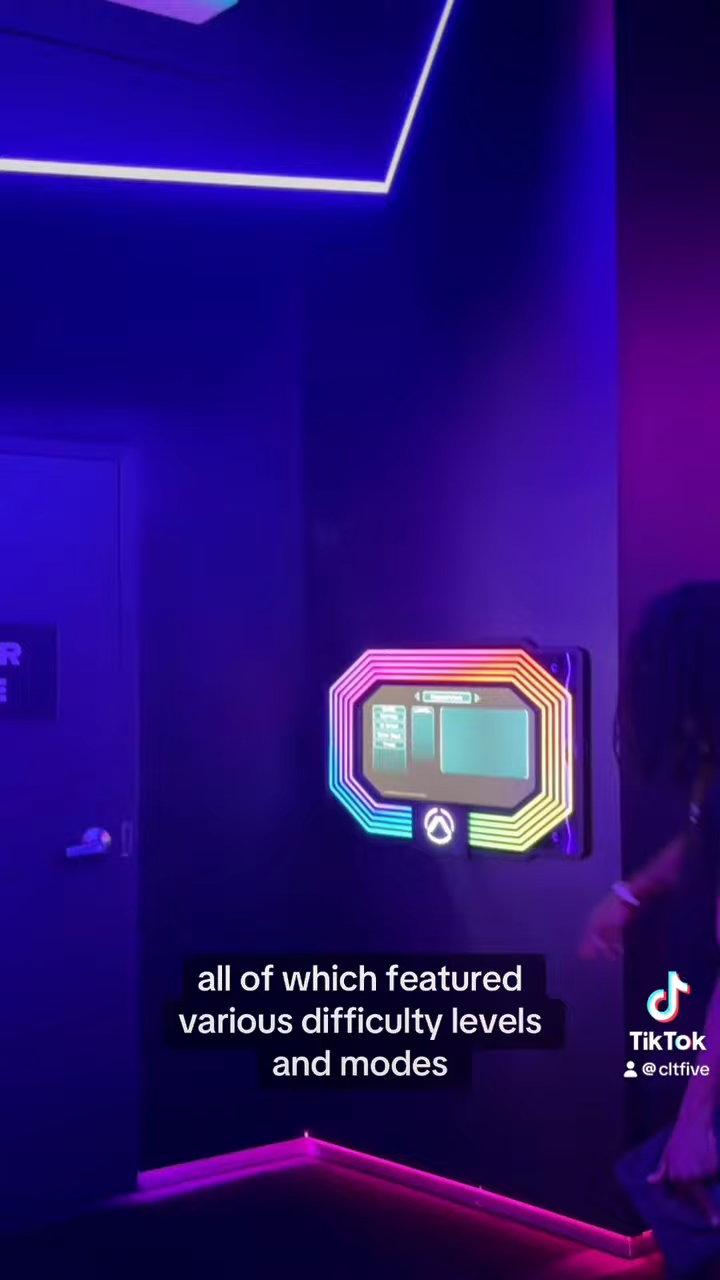 R
E
all of which featured
various difficulty levels
and modes
TikTok
@cltfive